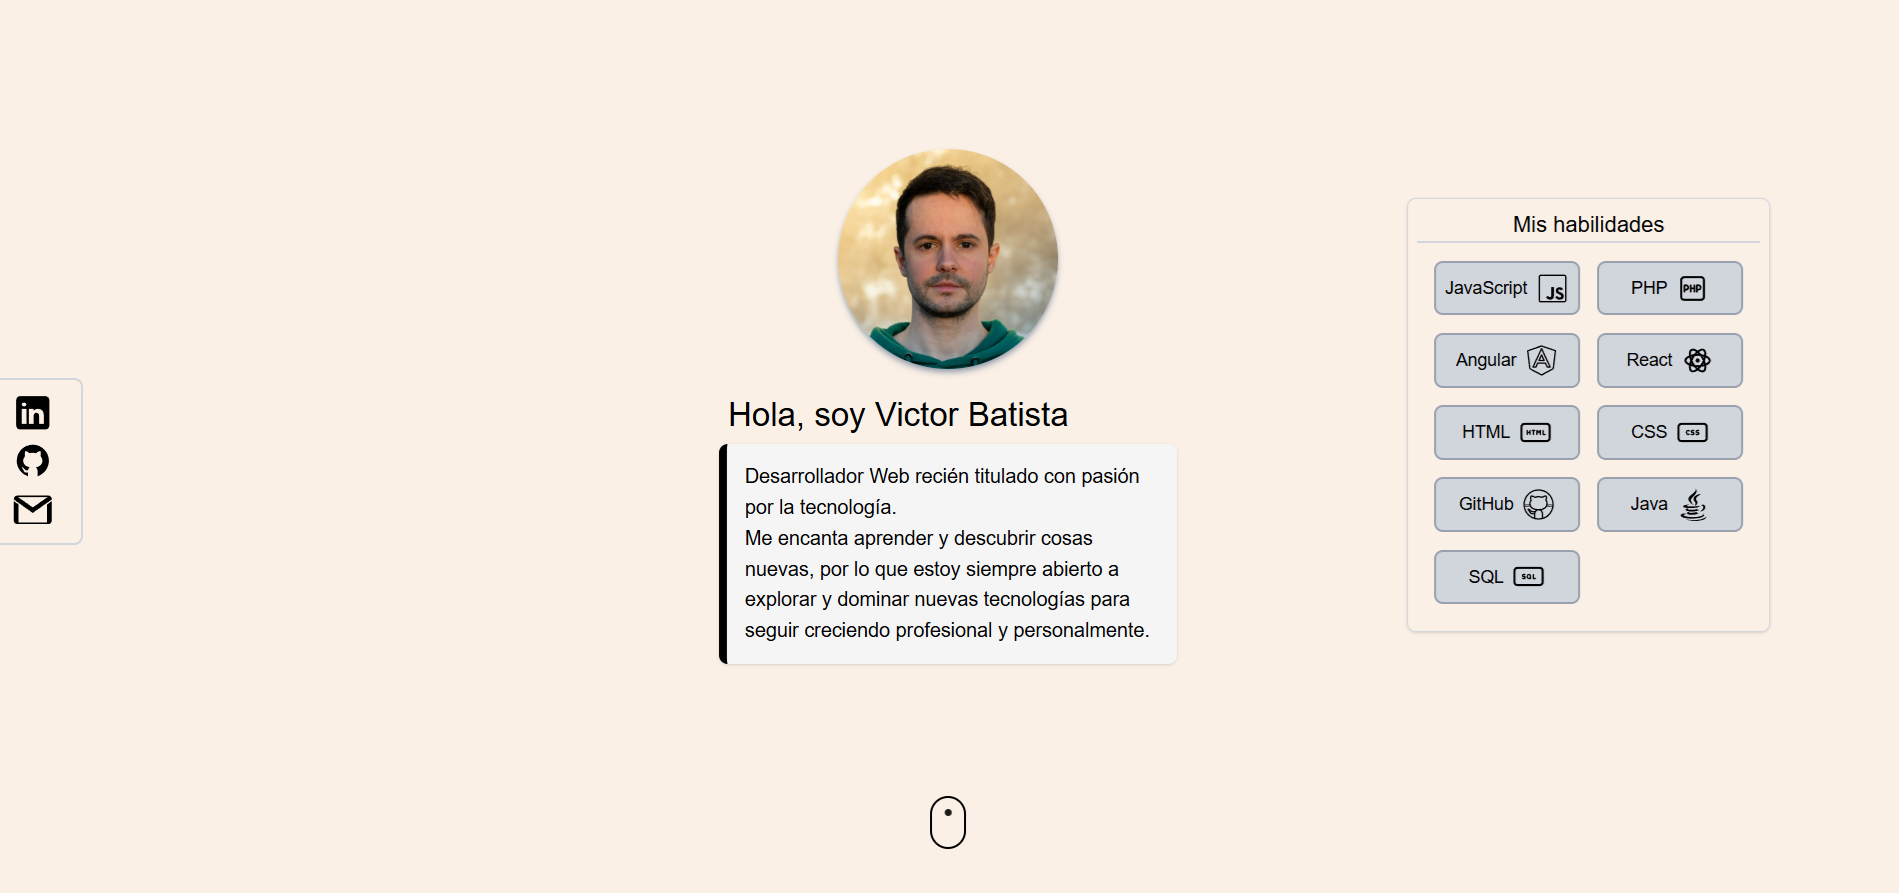 Hola, soy Victor Batista
Desarrollador Web recién titulado con pasión
por la tecnología.
Me encanta aprender y descubrir cosas
nuevas, por lo que estoy siempre abierto a
explorar y dominar nuevas tecnologías para
seguir creciendo profesional y personalmente.
in
Mis habilidades
JavaScript JS
PHP PHP
Angular A
React
HTML HTML
CSS CSS
GitHub
Java
SQL SQL